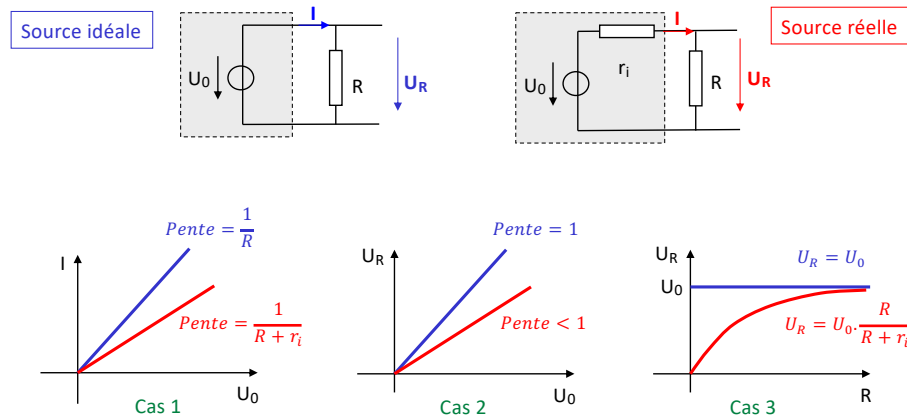 Source idéale
I
U0
R
UR
Source réelle
I
ri
U0
R
UR
I
Pente = 1/R
Pente = 1/(R + ri)
U0
Cas 1
UR
Pente = 1
Pente < 1
U0
Cas 2
UR
U0
UR = U0
UR = U0. R/(R + ri)
R
Cas 3